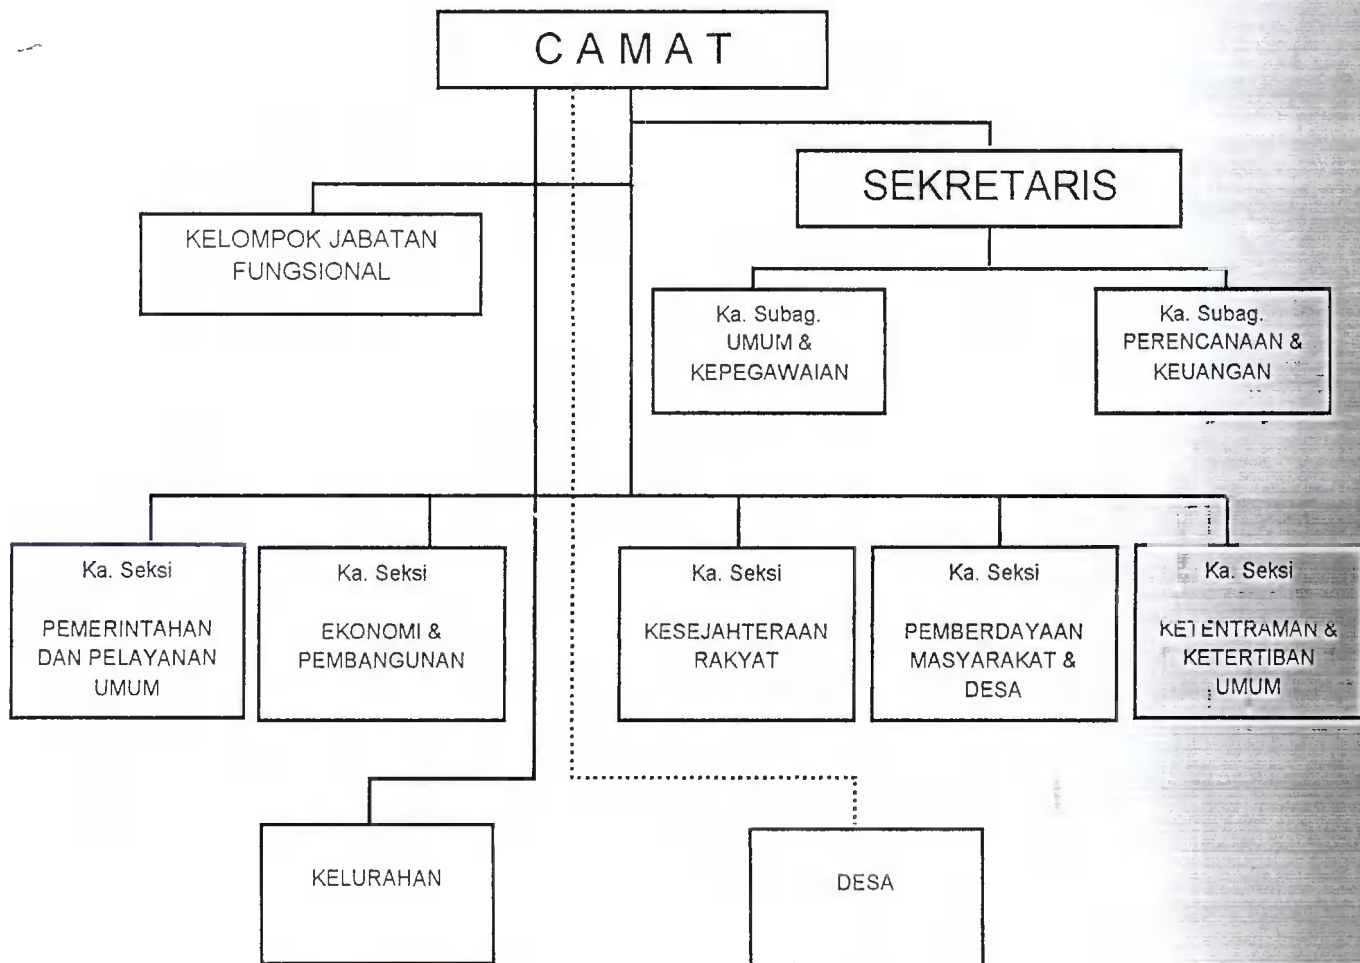 C A M A T
SEKRETARIS
KELOMPOK JABATAN
FUNGSIONAL
Ka. Subag.
UMUM &
KEPEGAWAIAN
Ka. Subag.
PERENCANAAN &
KEUANGAN
Ka. Seksi
PEMERINTAHAN
DAN PELAYANAN
UMUM
Ka. Seksi
EKONOMI &
PEMBANGUNAN
Ka. Seksi
KESEJAHTERAAN
RAKYAT
Ka. Seksi
PEMBERDAYAAN
MASYARAKAT &
DESA
Ka. Seksi
KETENTRAMAN &
KETERTIBAN
UMUM
KELURAHAN
DESA